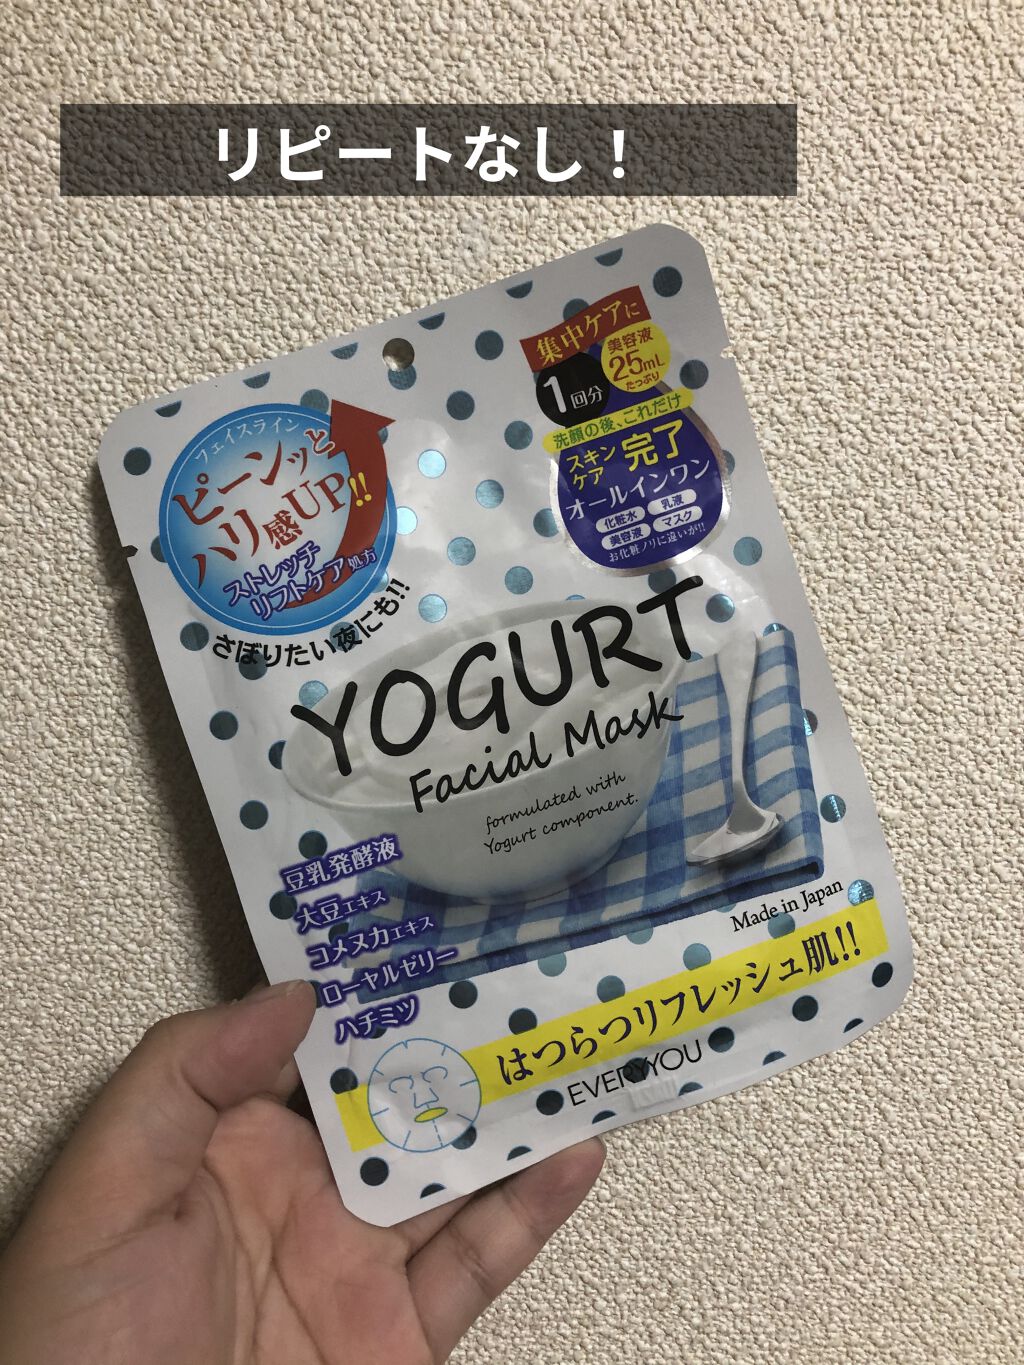 リピートなし！
集中ケアに
1回分
美容液
25mL
たっぷり
洗顔の後、これだけ
スキン
ケア
完了
オールインワン
化粧水
乳液
美容液
マスク
お化粧ノリに違いが!!
フェイスライン
ピーンッと
ハリ感UP!!
ストレッチ
リフトケア処方
さぼりたい夜にも!!
YOGURT
Facial Mask
formulated with
Yogurt component.
豆乳発酵液
大豆エキス
コメヌカエキス
ローヤルゼリー
ハチミツ
Made in Japan
はつらつリフレッシュ肌!!
EVERYYOU